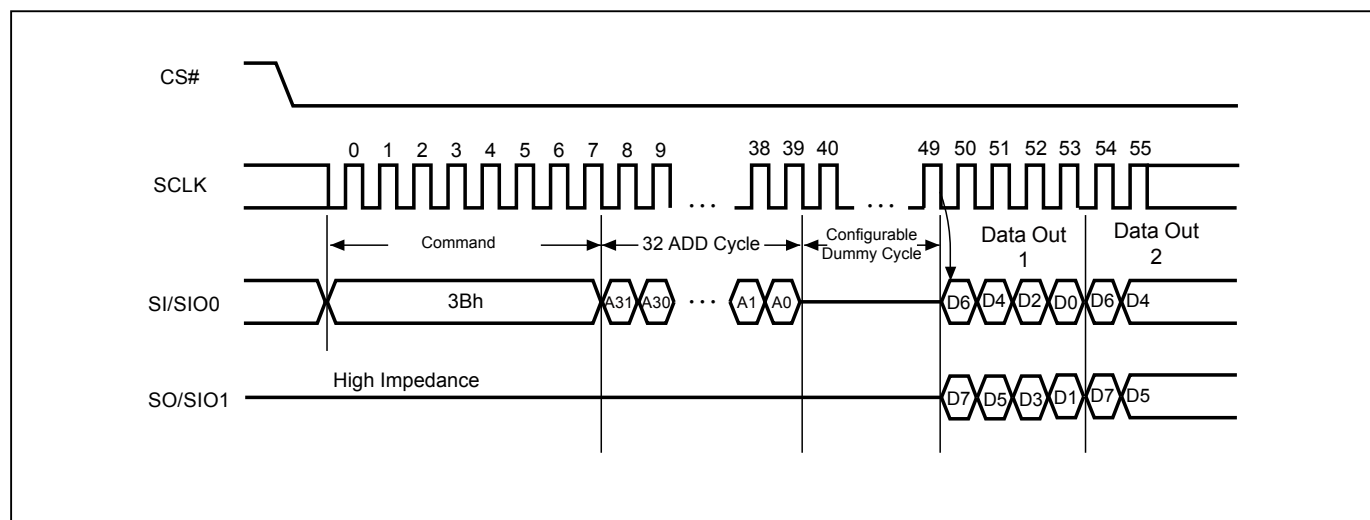 CS#
0 1 2 3 4 5 6 7 8 9 38 39 40 49 50 51 52 53 54 55
SCLK
... ...
Command 32 ADD Cycle Configurable Dummy Cycle Data Out 1 Data Out 2
SI/SIO0 3Bh A31 A30 ... A1 A0 D6 D4 D2 D0 D6 D4
High Impedance
SO/SIO1 D7 D5 D3 D1 D7 D5